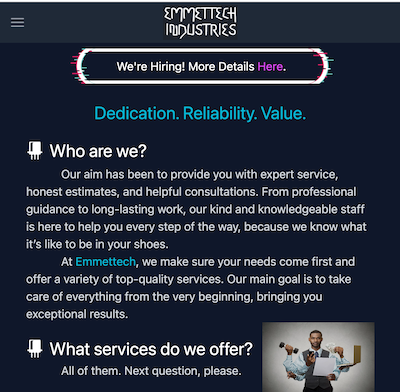 EMMETTECH
INDUSTRIES
We're Hiring! More Details Here.
Dedication. Reliability. Value.
Who are we?
Our aim has been to provide you with expert service,
honest estimates, and helpful consultations. From professional
guidance to long-lasting work, our kind and knowledgeable staff
is here to help you every step of the way, because we know what
it's like to be in your shoes.
At Emmettech, we make sure your needs come first and
offer a variety of top-quality services. Our main goal is to take
care of everything from the very beginning, bringing you
exceptional results.
What services do we offer?
All of them. Next question, please.